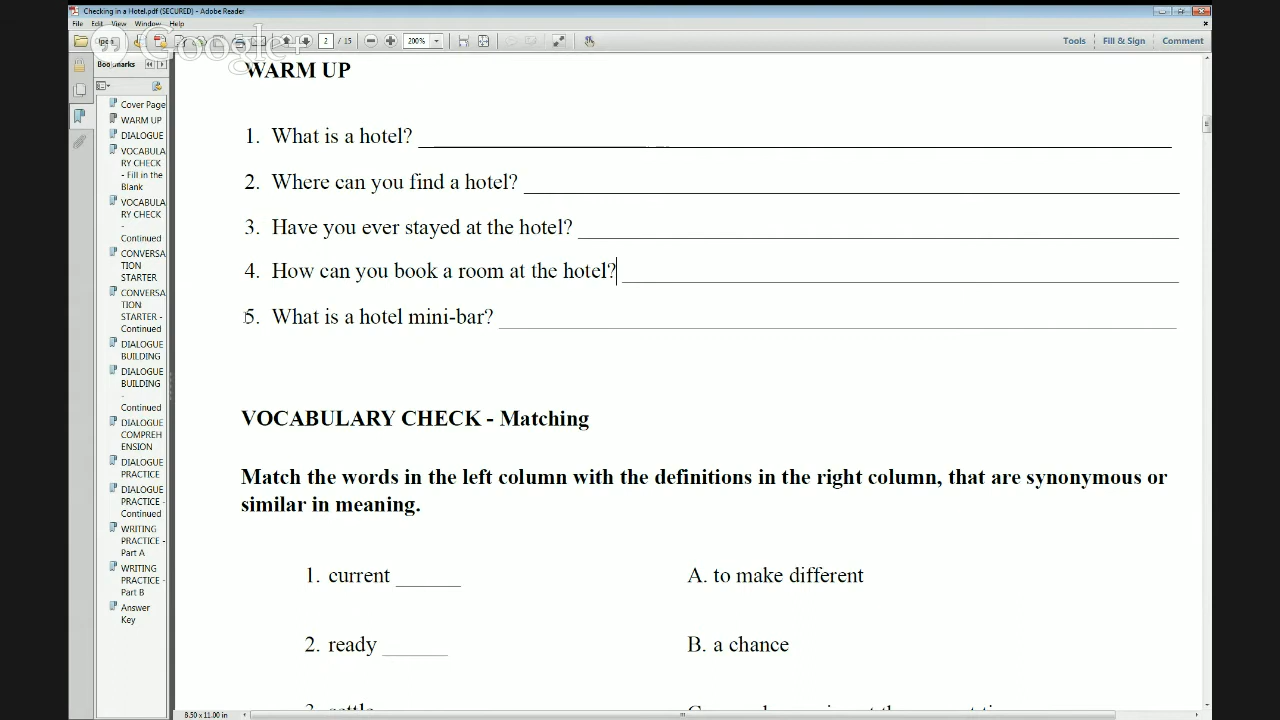 Checking in a Hotel.pdf (SECURED) - Adobe Reader
File Edit View Window Help
Google+
2 / 15
200%
Tools Fill & Sign Comment
Bookmarks
Cover Page
WARM UP
DIALOGUE
VOCABULA
RY CHECK
- Fill in the
Blank
VOCABULA
RY CHECK
-
Continued
CONVERSA
TION
STARTER
CONVERSA
TION
STARTER -
Continued
DIALOGUE
BUILDING
DIALOGUE
BUILDING
-
Continued
DIALOGUE
COMPREH
ENSION
DIALOGUE
PRACTICE
DIALOGUE
PRACTICE -
Continued
WRITING
PRACTICE -
Part A
WRITING
PRACTICE -
Part B
Answer
Key
WARM UP
1. What is a hotel?
2. Where can you find a hotel?
3. Have you ever stayed at the hotel?
4. How can you book a room at the hotel?
5. What is a hotel mini-bar?
VOCABULARY CHECK - Matching
Match the words in the left column with the definitions in the right column, that are synonymous or
similar in meaning.
1. current ______ A. to make different
2. ready ______ B. a chance
8.50 x 11.00 in